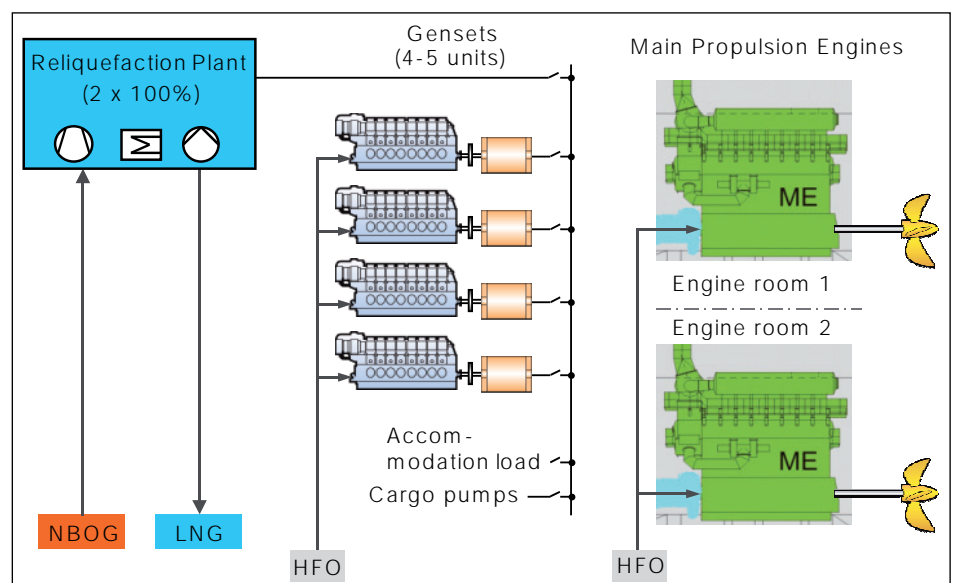 Reliquefaction Plant
(2 x 100%)
Gensets
(4-5 units)
Main Propulsion Engines
ME
Engine room 1
Engine room 2
ME
Accom-
modation load
Cargo pumps
NBOG
LNG
HFO
HFO